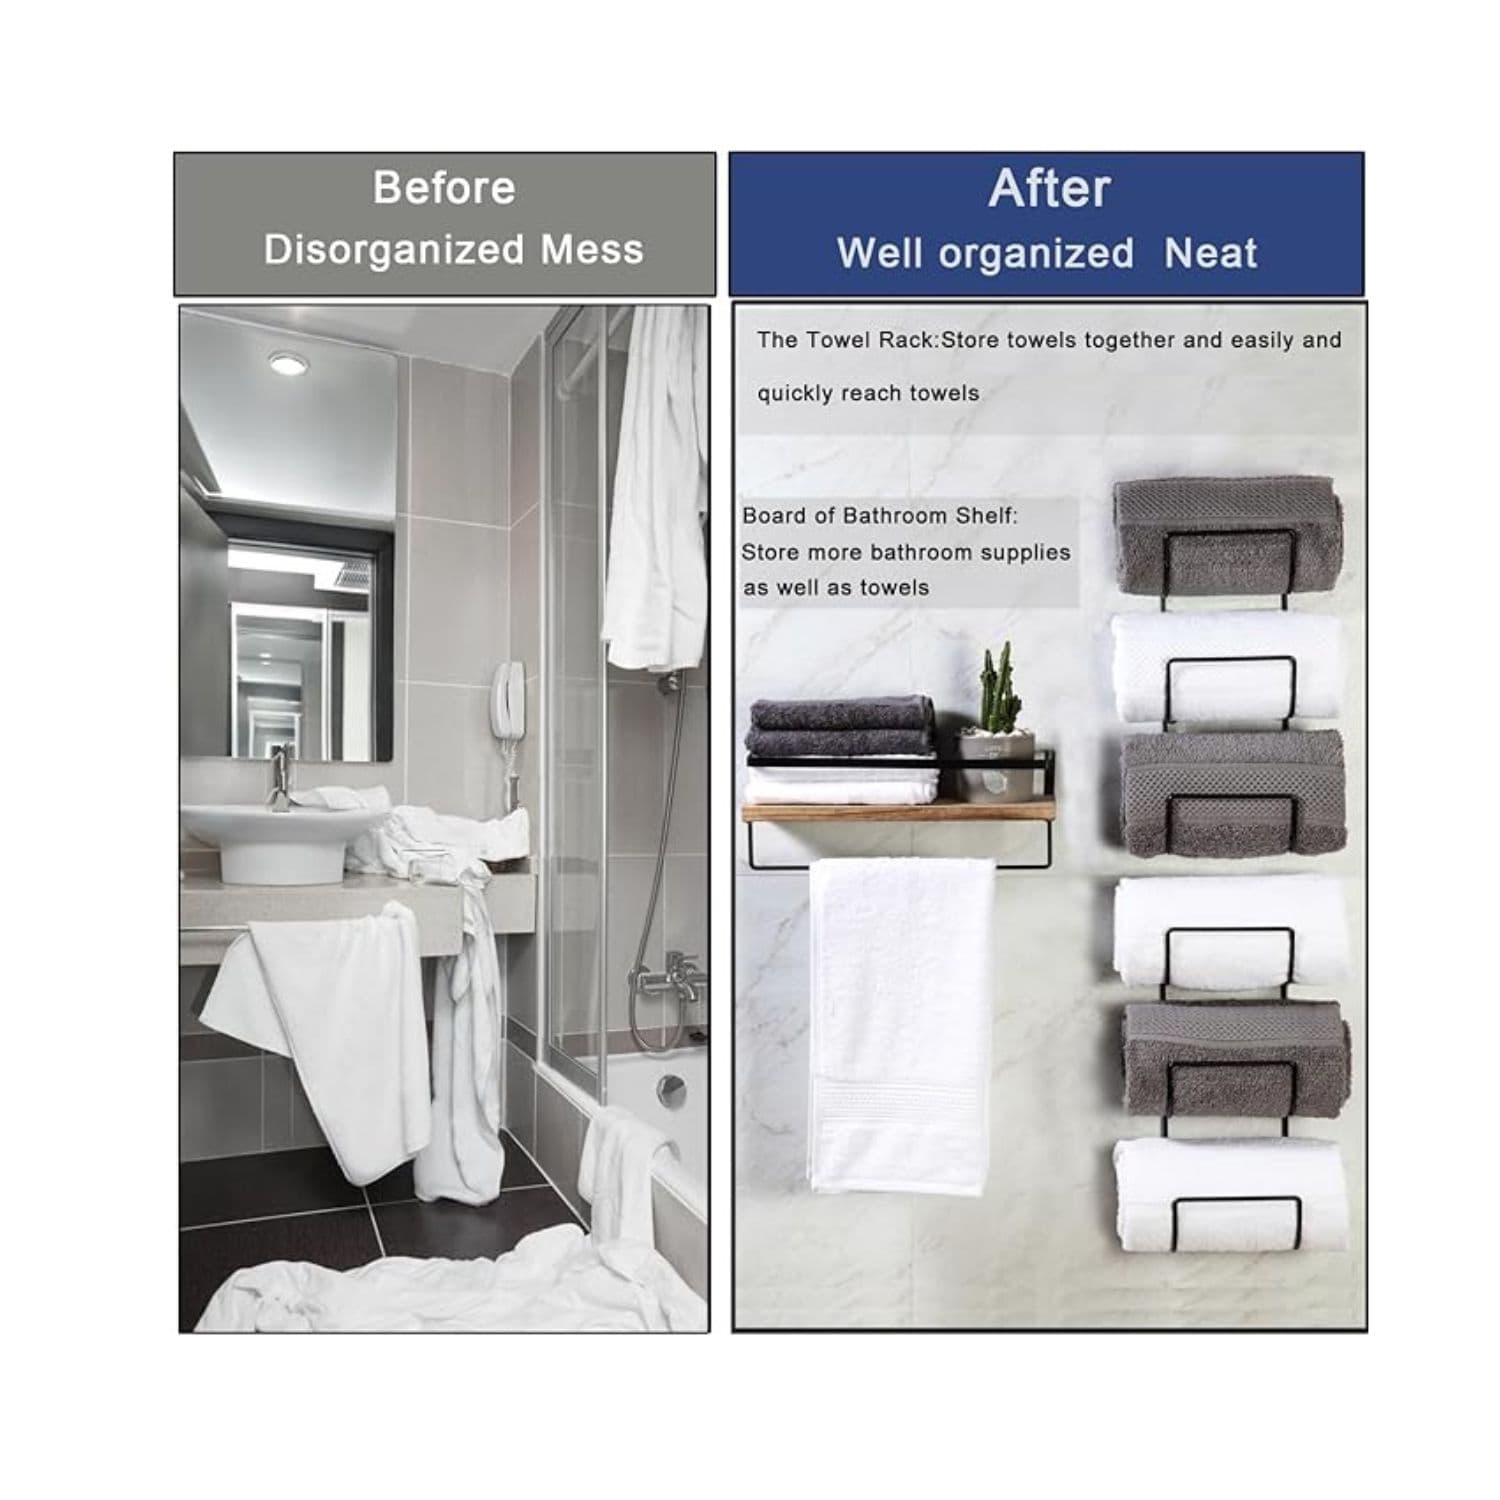 Before
Disorganized Mess
After
Well organized Neat
The Towel Rack:Store towels together and easily and
quickly reach towels
Board of Bathroom Shelf:
Store more bathroom supplies
as well as towels